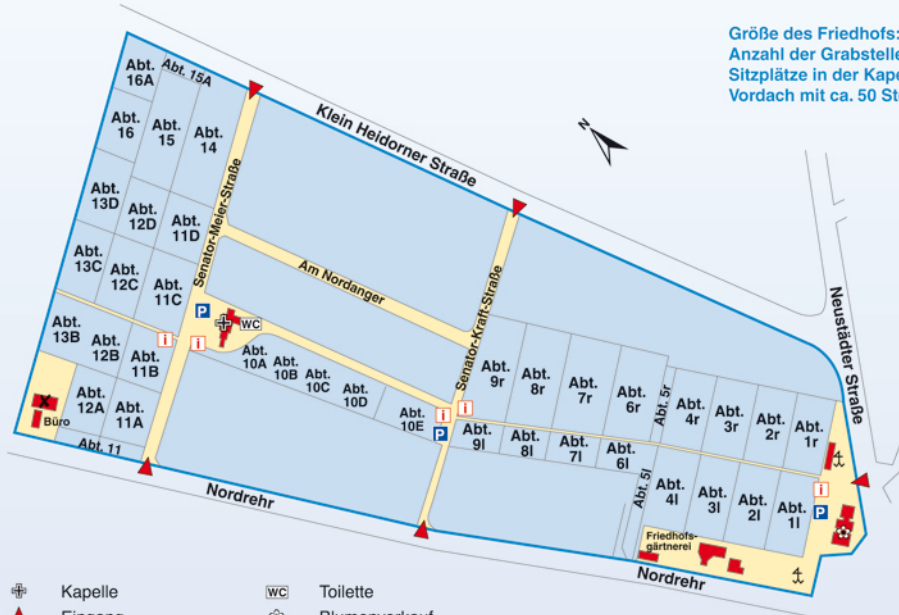 Größe des Friedhofs:
Anzahl der Grabstelle
Sitzplätze in der Kape
Vordach mit ca. 50 St
Klein Heidorner Straße
N
Neustädter Straße
Senator-Meier-Straße
Am Nordanger
Senator-Kraft-Straße
Abt.
16A
Abt. 15A
Abt.
16
Abt.
15
Abt.
14
Abt.
13D
Abt.
12D
Abt.
11D
Abt.
13C
Abt.
12C
Abt.
11C
Abt.
13B
Abt.
12B
Abt.
11B
Abt.
12A
Abt.
11A
Abt. 11
Büro
P
WC
i
i
Abt.
10A
Abt.
10B
Abt.
10C
Abt.
10D
Abt.
10E
i
i
P
Abt.
9r
Abt.
8r
Abt.
7r
Abt.
6r
Abt. 5r
Abt.
4r
Abt.
3r
Abt.
2r
Abt.
1r
Abt.
9l
Abt.
8l
Abt.
7l
Abt.
6l
Abt. 5l
Abt.
4l
Abt.
3l
Abt.
2l
Abt.
1l
i
P
Friedhofs-
gärtnerei
Nordrehr
Nordrehr
Kapelle
WC Toilette
Eingang
Blumenverkauf